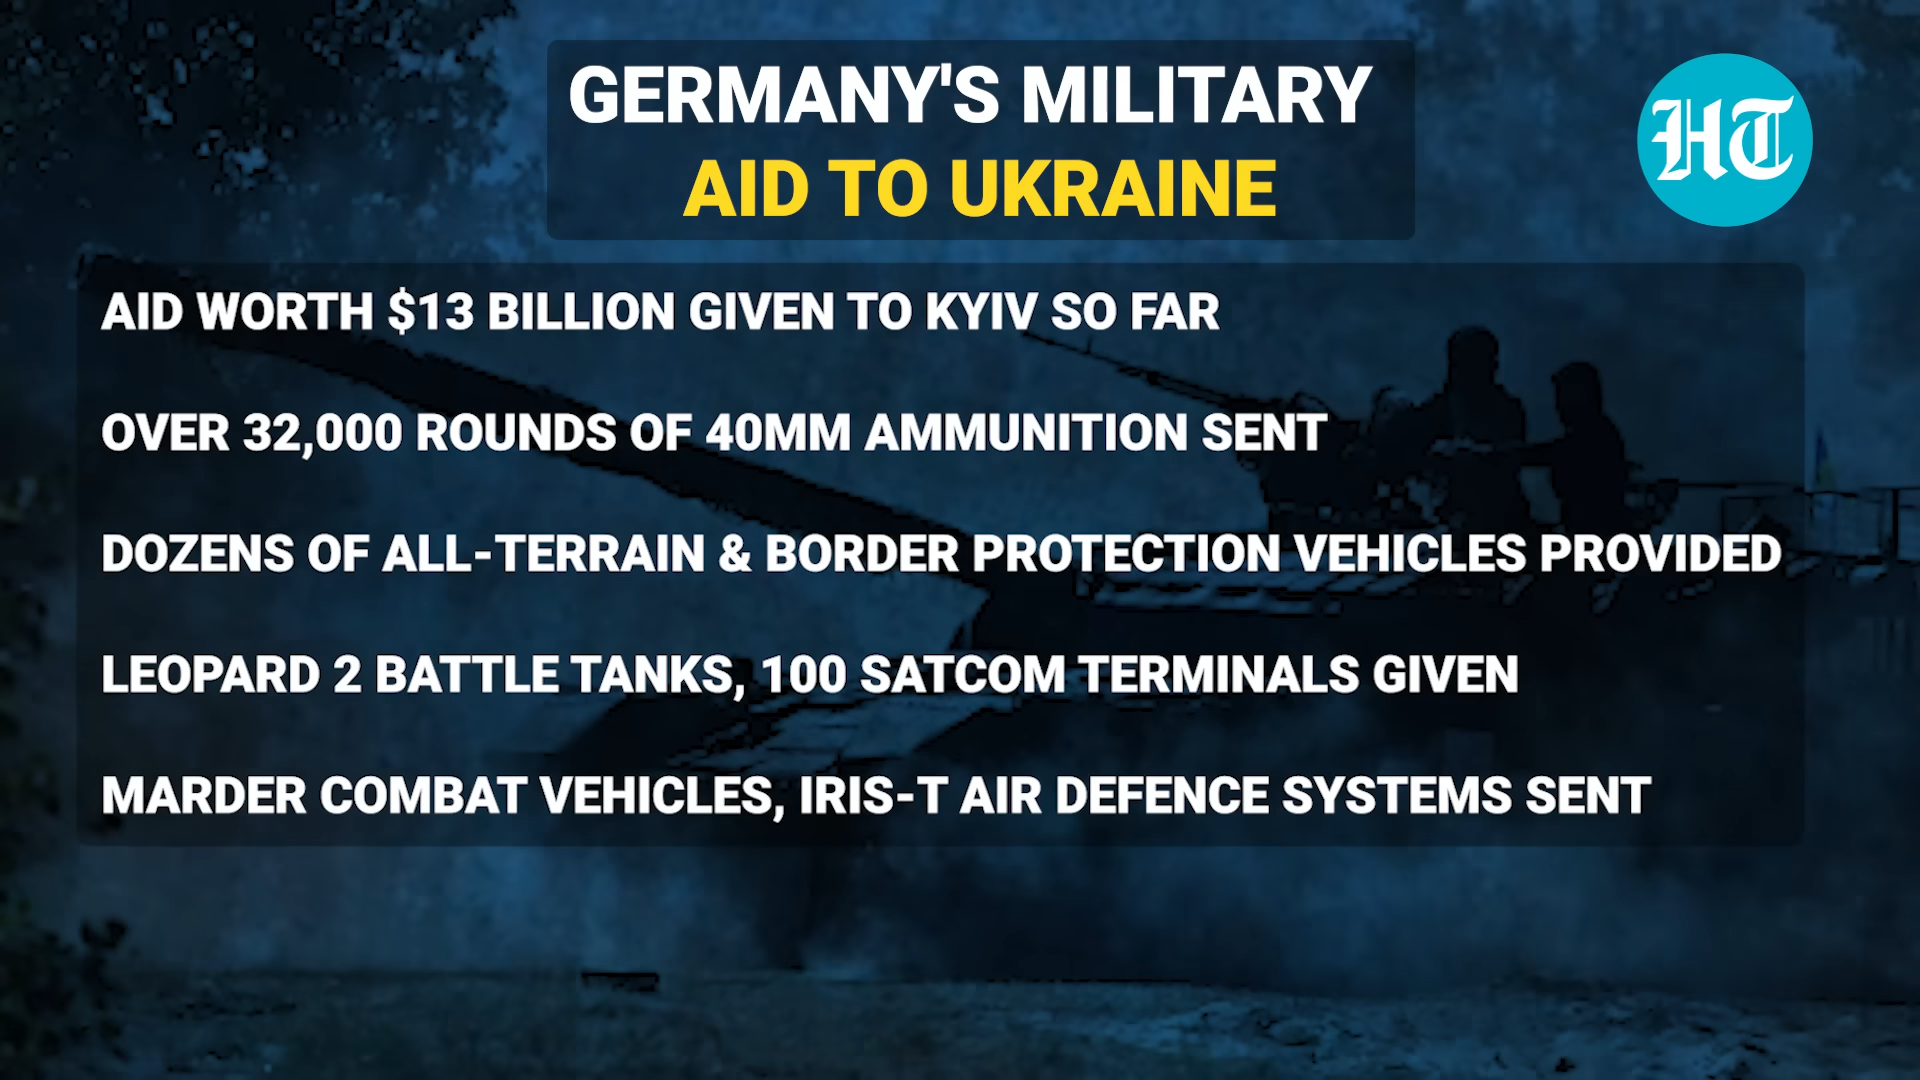 GERMANY'S MILITARY
AID TO UKRAINE
HT
AID WORTH $13 BILLION GIVEN TO KYIV SO FAR
OVER 32,000 ROUNDS OF 40MM AMMUNITION SENT
DOZENS OF ALL-TERRAIN & BORDER PROTECTION VEHICLES PROVIDED
LEOPARD 2 BATTLE TANKS, 100 SATCOM TERMINALS GIVEN
MARDER COMBAT VEHICLES, IRIS-T AIR DEFENCE SYSTEMS SENT